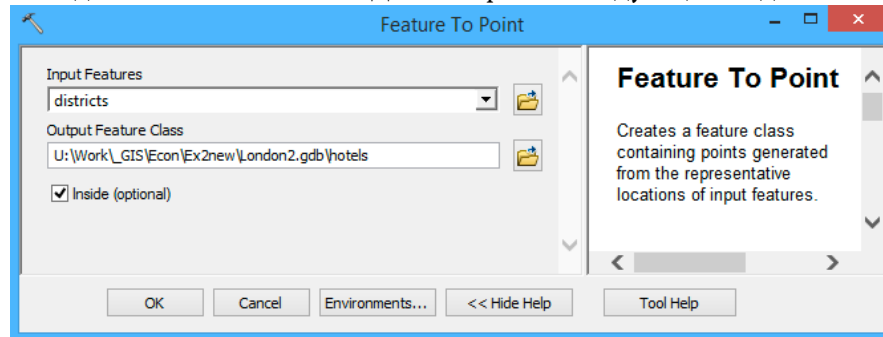 Feature To Point
Input Features
districts
Output Feature Class
U:\Work\_GIS\Econ\Ex2new\London2.gdb\hotels
Inside (optional)
Feature To Point
Creates a feature class
containing points generated
from the representative
locations of input features.
OK
Cancel
Environments...
<< Hide Help
Tool Help